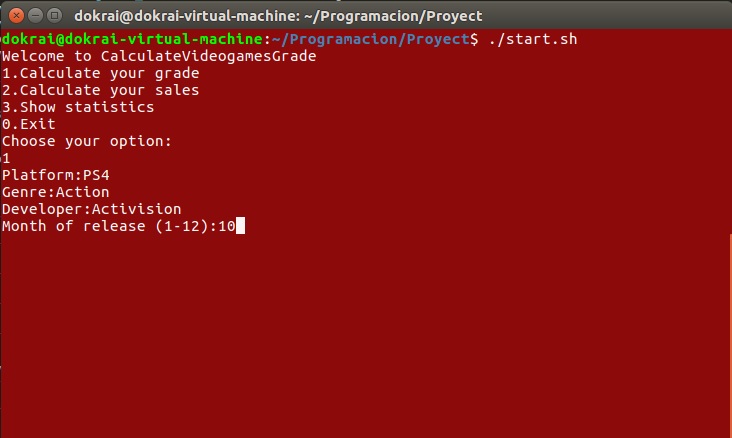 dokrai@dokrai-virtual-machine: ~/Programacion/Proyect
dokrai@dokrai-virtual-machine:~/Programacion/Proyect$ ./start.sh
Welcome to CalculateVideogamesGrade
1.Calculate your grade
2.Calculate your sales
3.Show statistics
0.Exit
Choose your option:
1
Platform:PS4
Genre:Action
Developer:Activision
Month of release (1-12):10